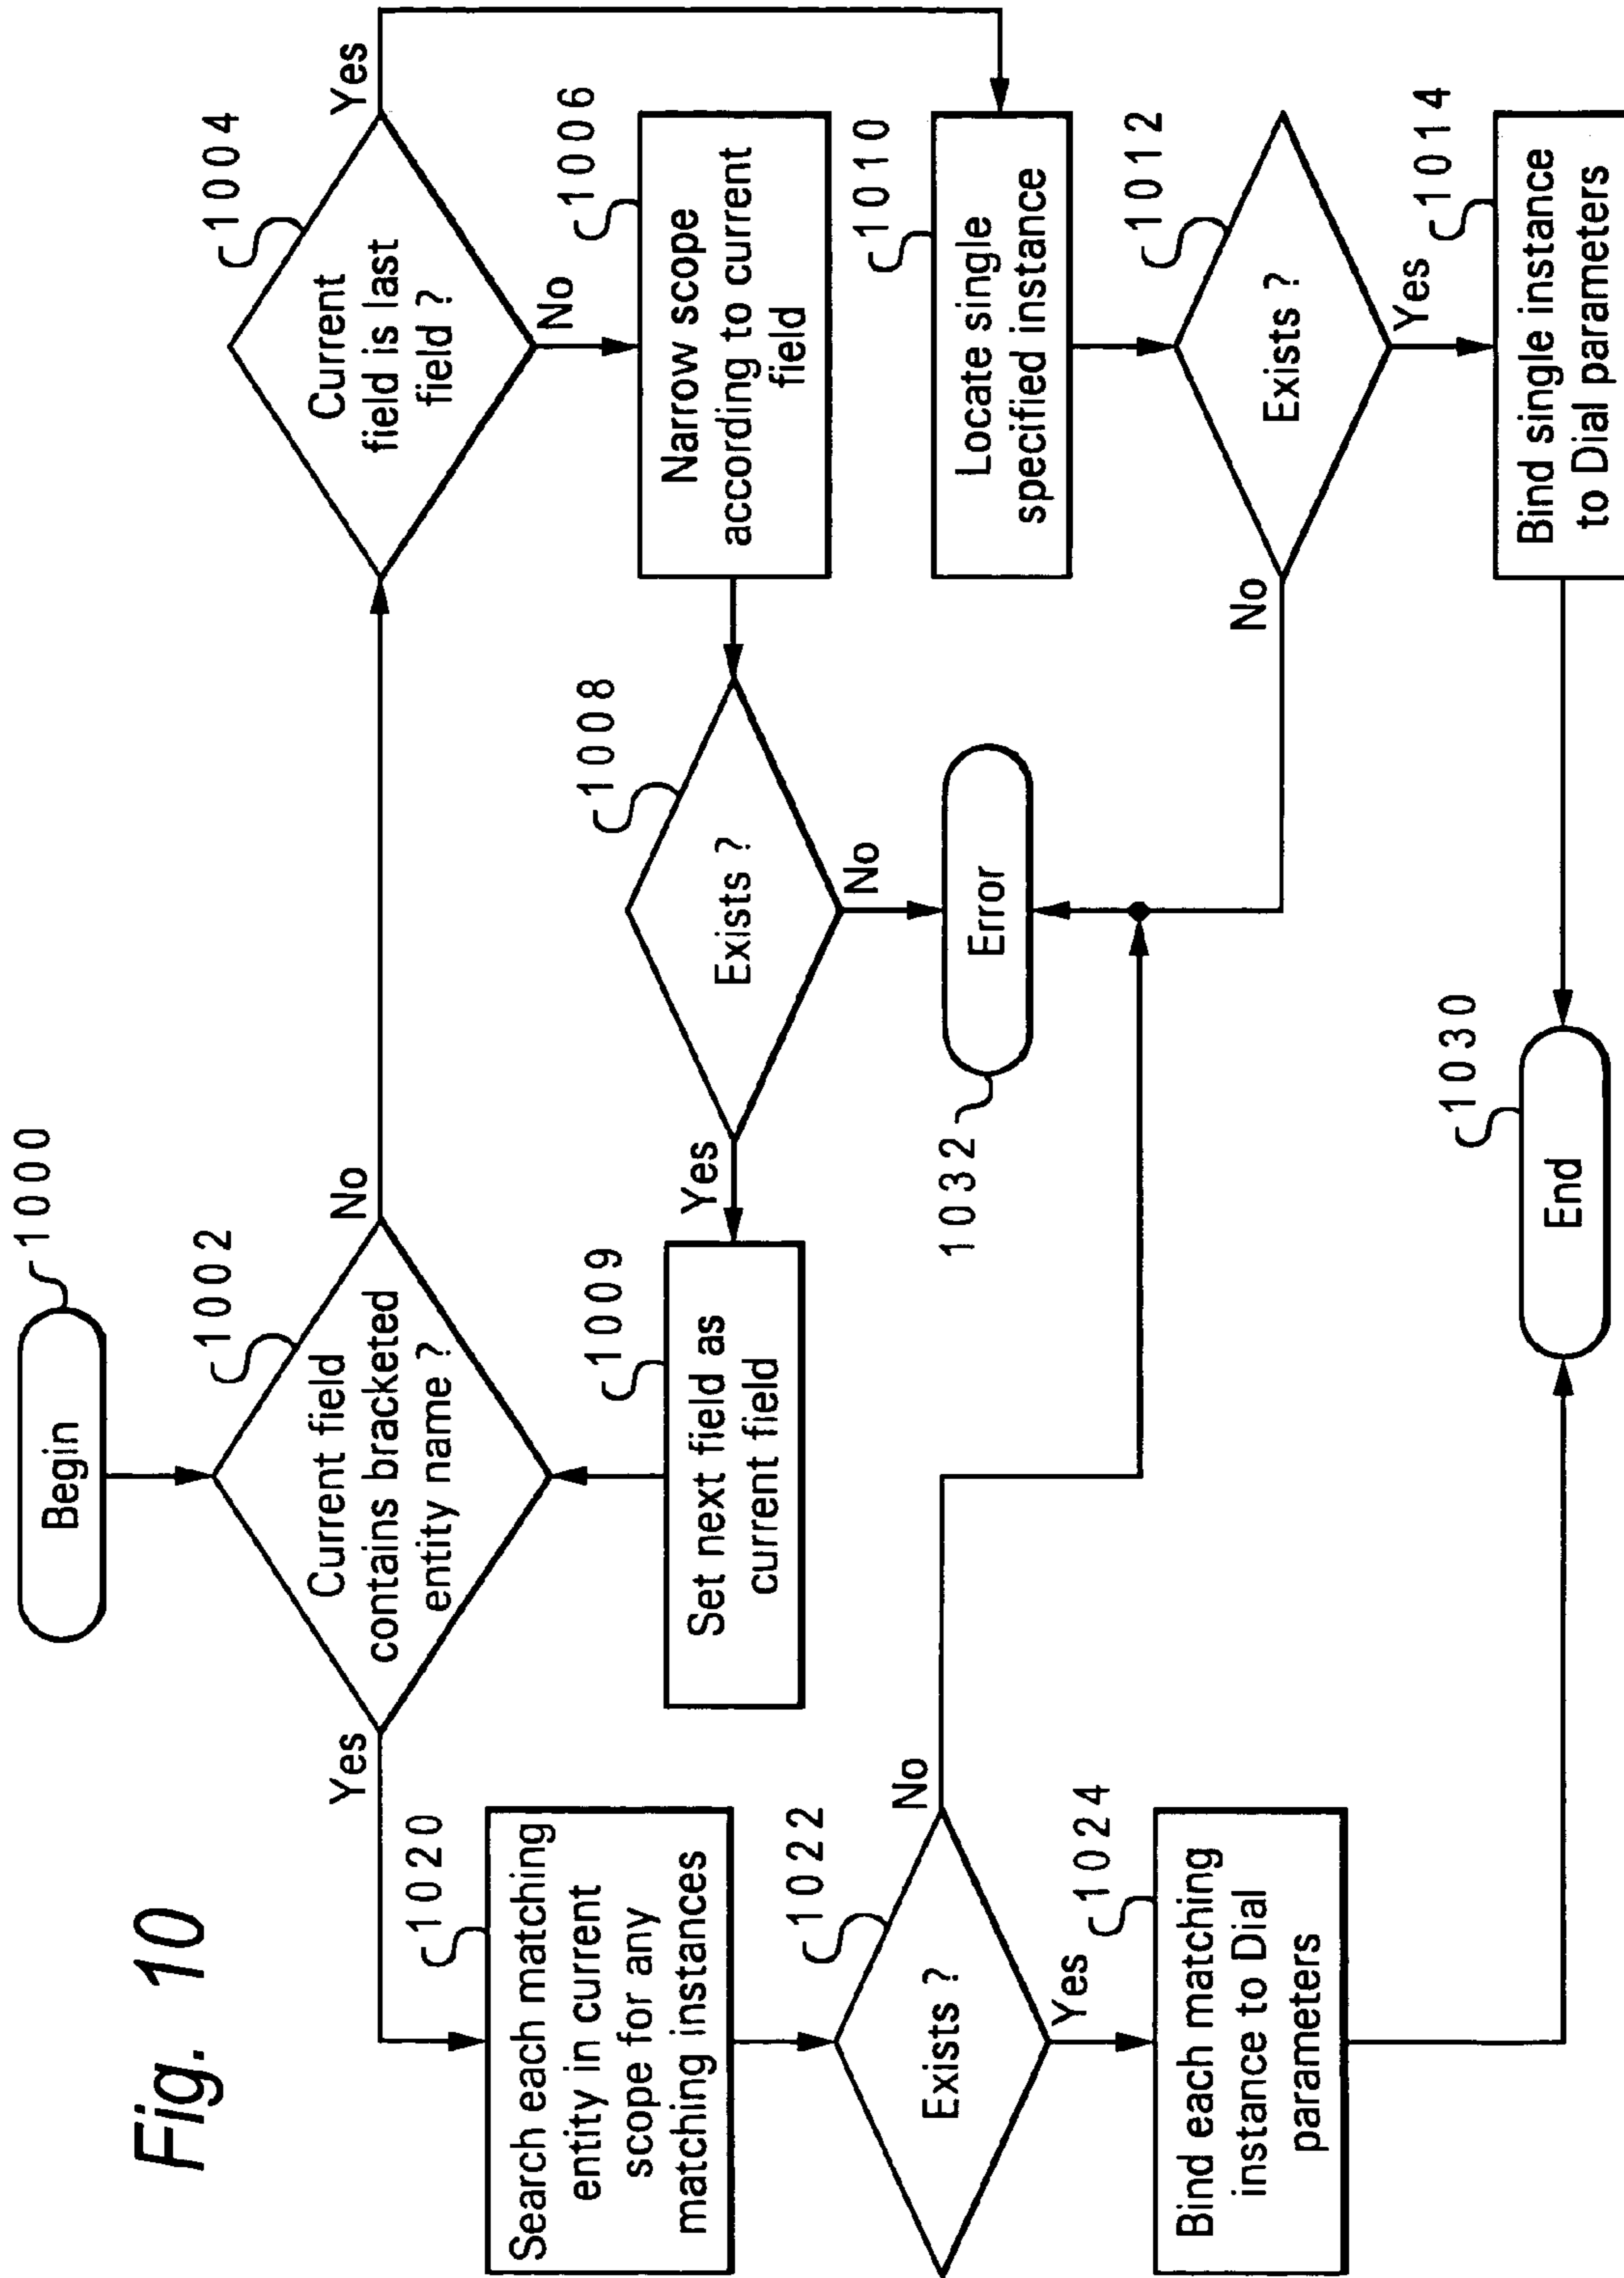 Fig. 10
Begin
1000
Current field
contains bracketed
entity name ?
1002
Yes
No
Current
field is last
field ?
1004
Yes
No
Narrow scope
according to current
field
1006
Exists ?
1008
Yes
No
Set next field as
current field
1009
Locate single
specified instance
1010
Exists ?
1012
No
Yes
Bind single instance
to Dial parameters
1014
Search each matching
entity in current
scope for any
matching instances
1020
Exists ?
1022
No
Yes
Bind each matching
instance to Dial
parameters
1024
Error
1032
End
1030